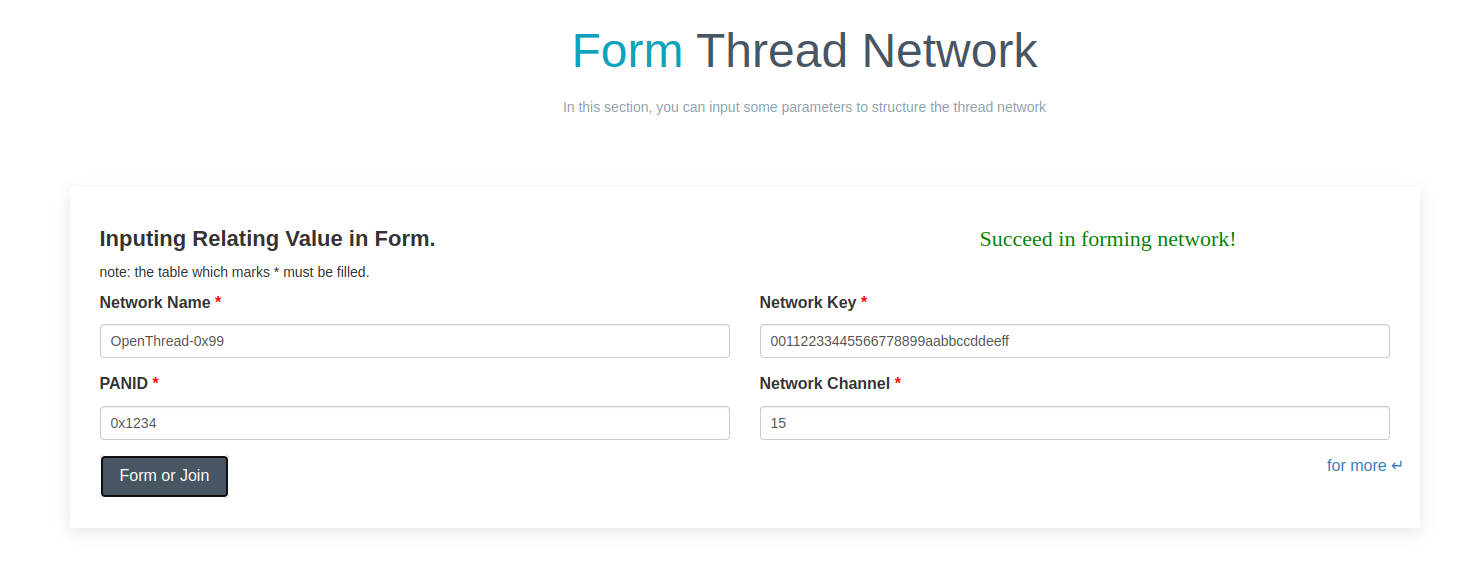 Form Thread Network
In this section, you can input some parameters to structure the thread network
Inputing Relating Value in Form.
Succeed in forming network!
note: the table which marks * must be filled.
Network Name *
Network Key *
OpenThread-0x99
00112233445566778899aabbccddeeff
PANID *
Network Channel *
0x1234
15
Form or Join
for more ↵